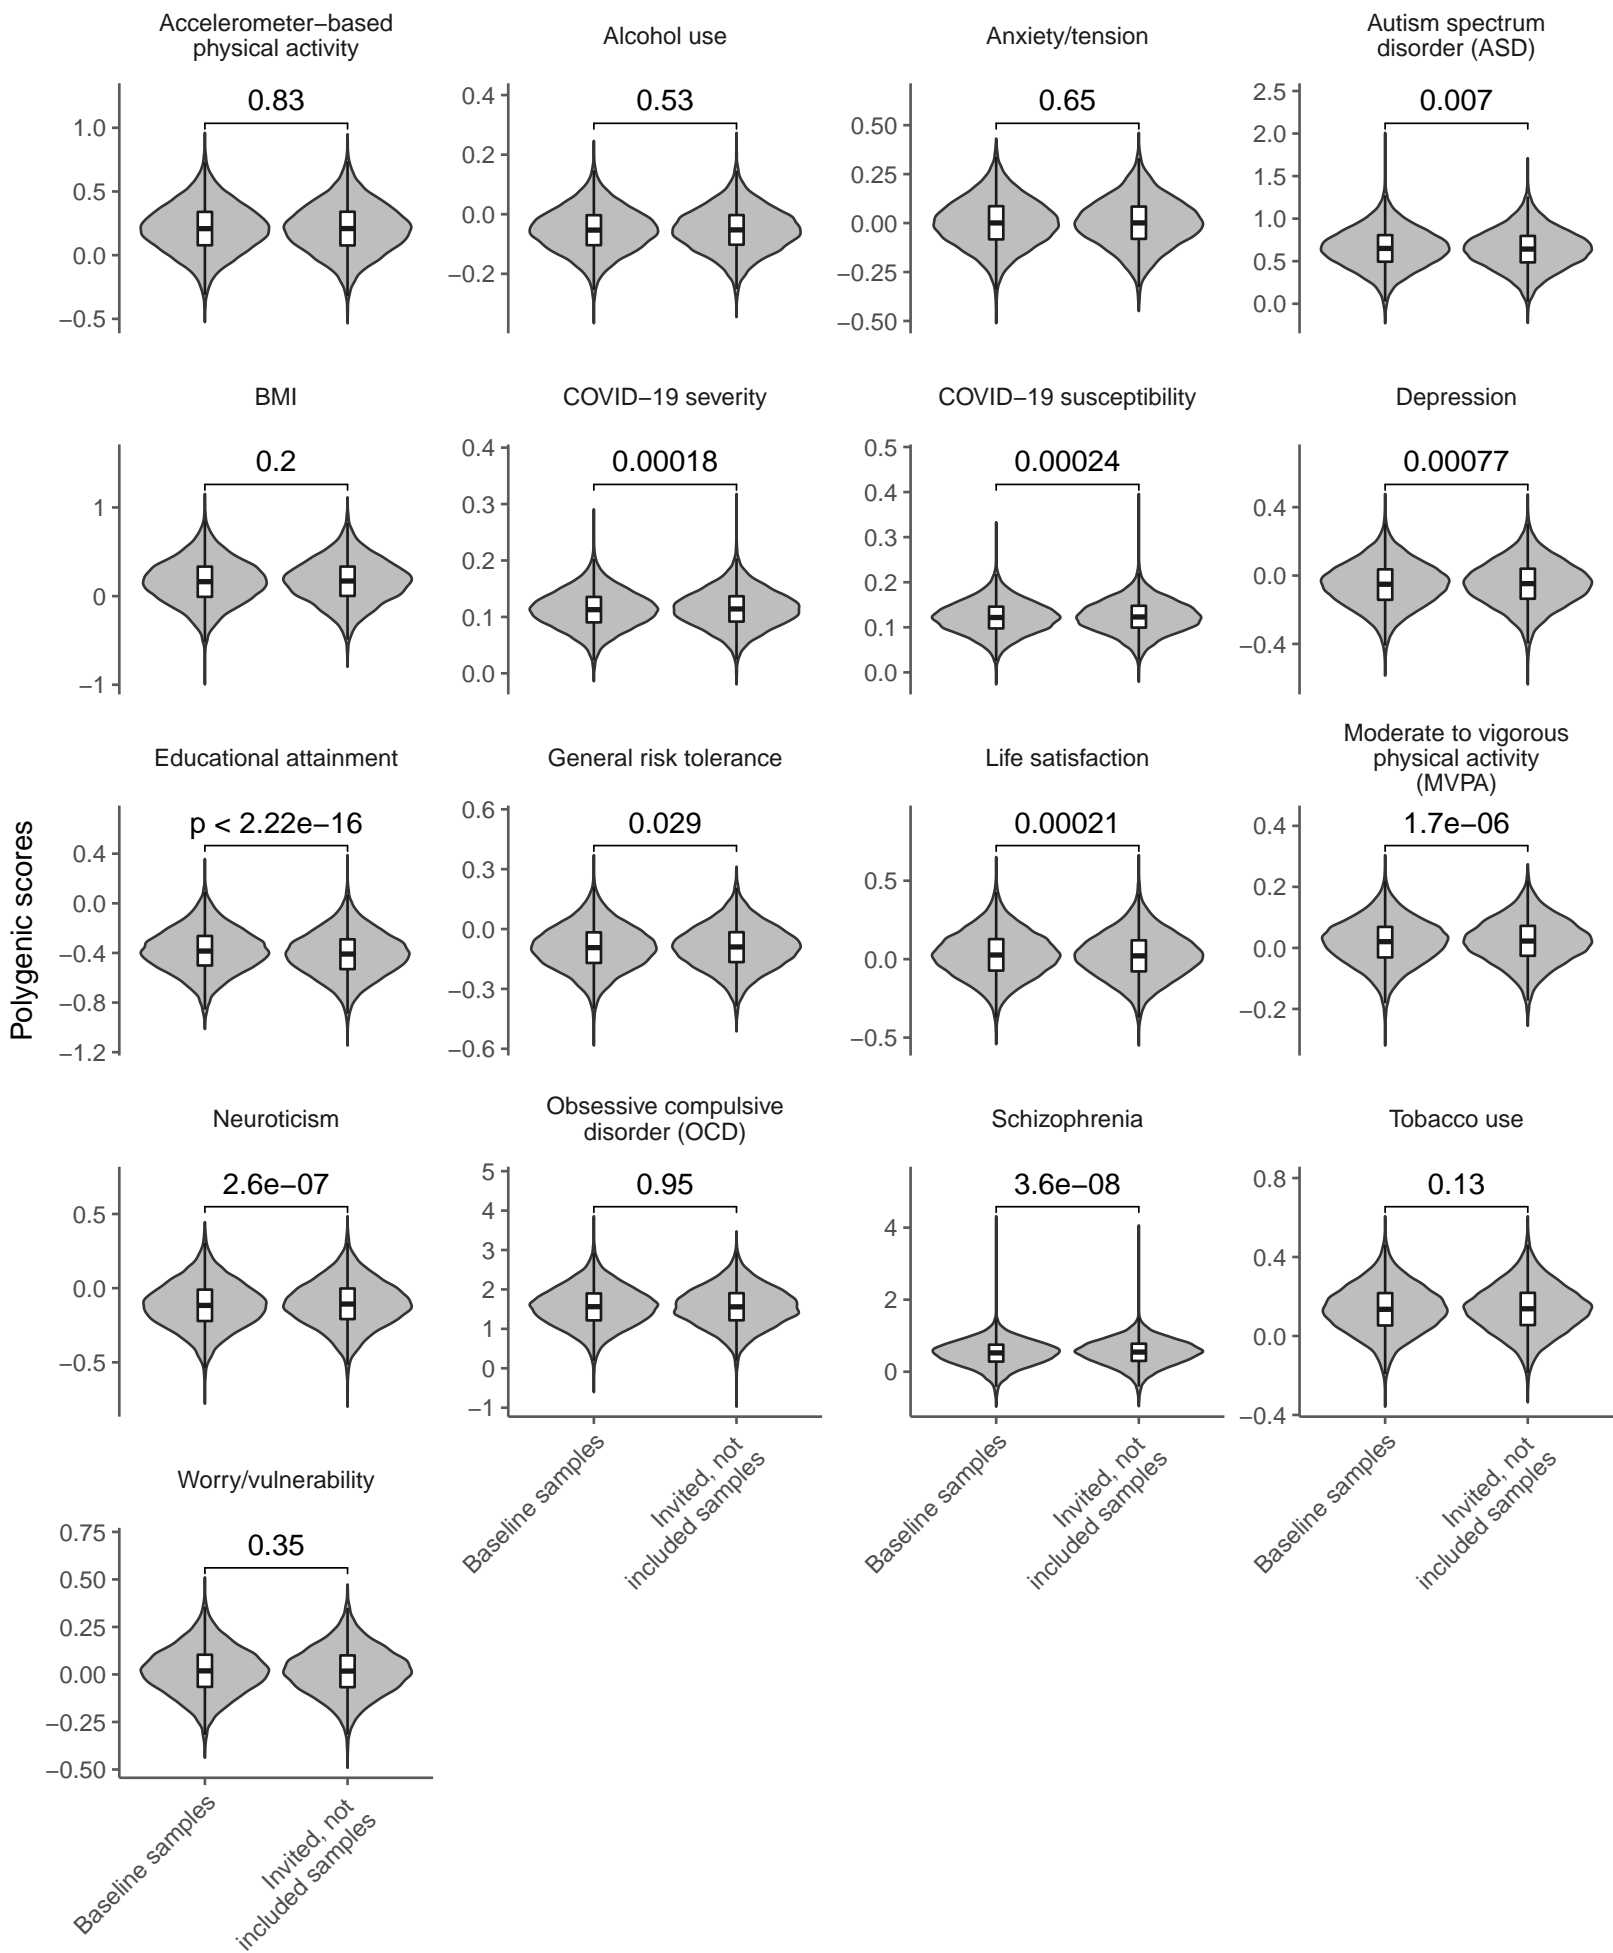 Accelerometer−based
physical activity
Alcohol use
Anxiety/tension
Autism spectrum
disorder (ASD)
0.83
0.53
0.65
0.007
1.0
0.5
0.0
−0.5
0.4
0.2
0.0
−0.2
0.50
0.25
0.00
−0.25
−0.50
2.5
2.0
1.5
1.0
0.5
0.0
BMI
COVID−19 severity
COVID−19 susceptibility
Depression
0.2
0.00018
0.00024
0.00077
1
0
−1
0.4
0.3
0.2
0.1
0.0
0.5
0.4
0.3
0.2
0.1
0.0
0.4
0.0
−0.4
Educational attainment
General risk tolerance
Life satisfaction
Moderate to vigorous
physical activity
(MVPA)
p < 2.22e−16
0.029
0.00021
1.7e−06
0.4
0.0
−0.4
−0.8
−1.2
0.6
0.3
0.0
−0.3
−0.6
0.5
0.0
−0.5
0.4
0.2
0.0
−0.2
Polygenic scores
Neuroticism
Obsessive compulsive
disorder (OCD)
Schizophrenia
Tobacco use
2.6e−07
0.95
3.6e−08
0.13
0.5
0.0
−0.5
5
4
3
2
1
0
−1
4
2
0
0.8
0.4
0.0
−0.4
Baseline samples
Invited, not
included samples
Baseline samples
Invited, not
included samples
Baseline samples
Invited, not
included samples
Worry/vulnerability
0.35
0.75
0.50
0.25
0.00
−0.25
−0.50
Baseline samples
Invited, not
included samples